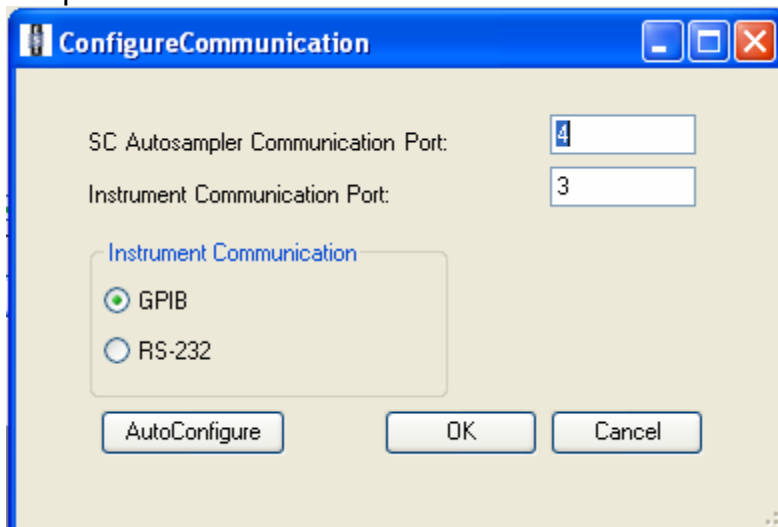 ConfigureCommunication
SC Autosampler Communication Port: 4
Instrument Communication Port: 3
Instrument Communication
GPIB
RS-232
AutoConfigure OK Cancel